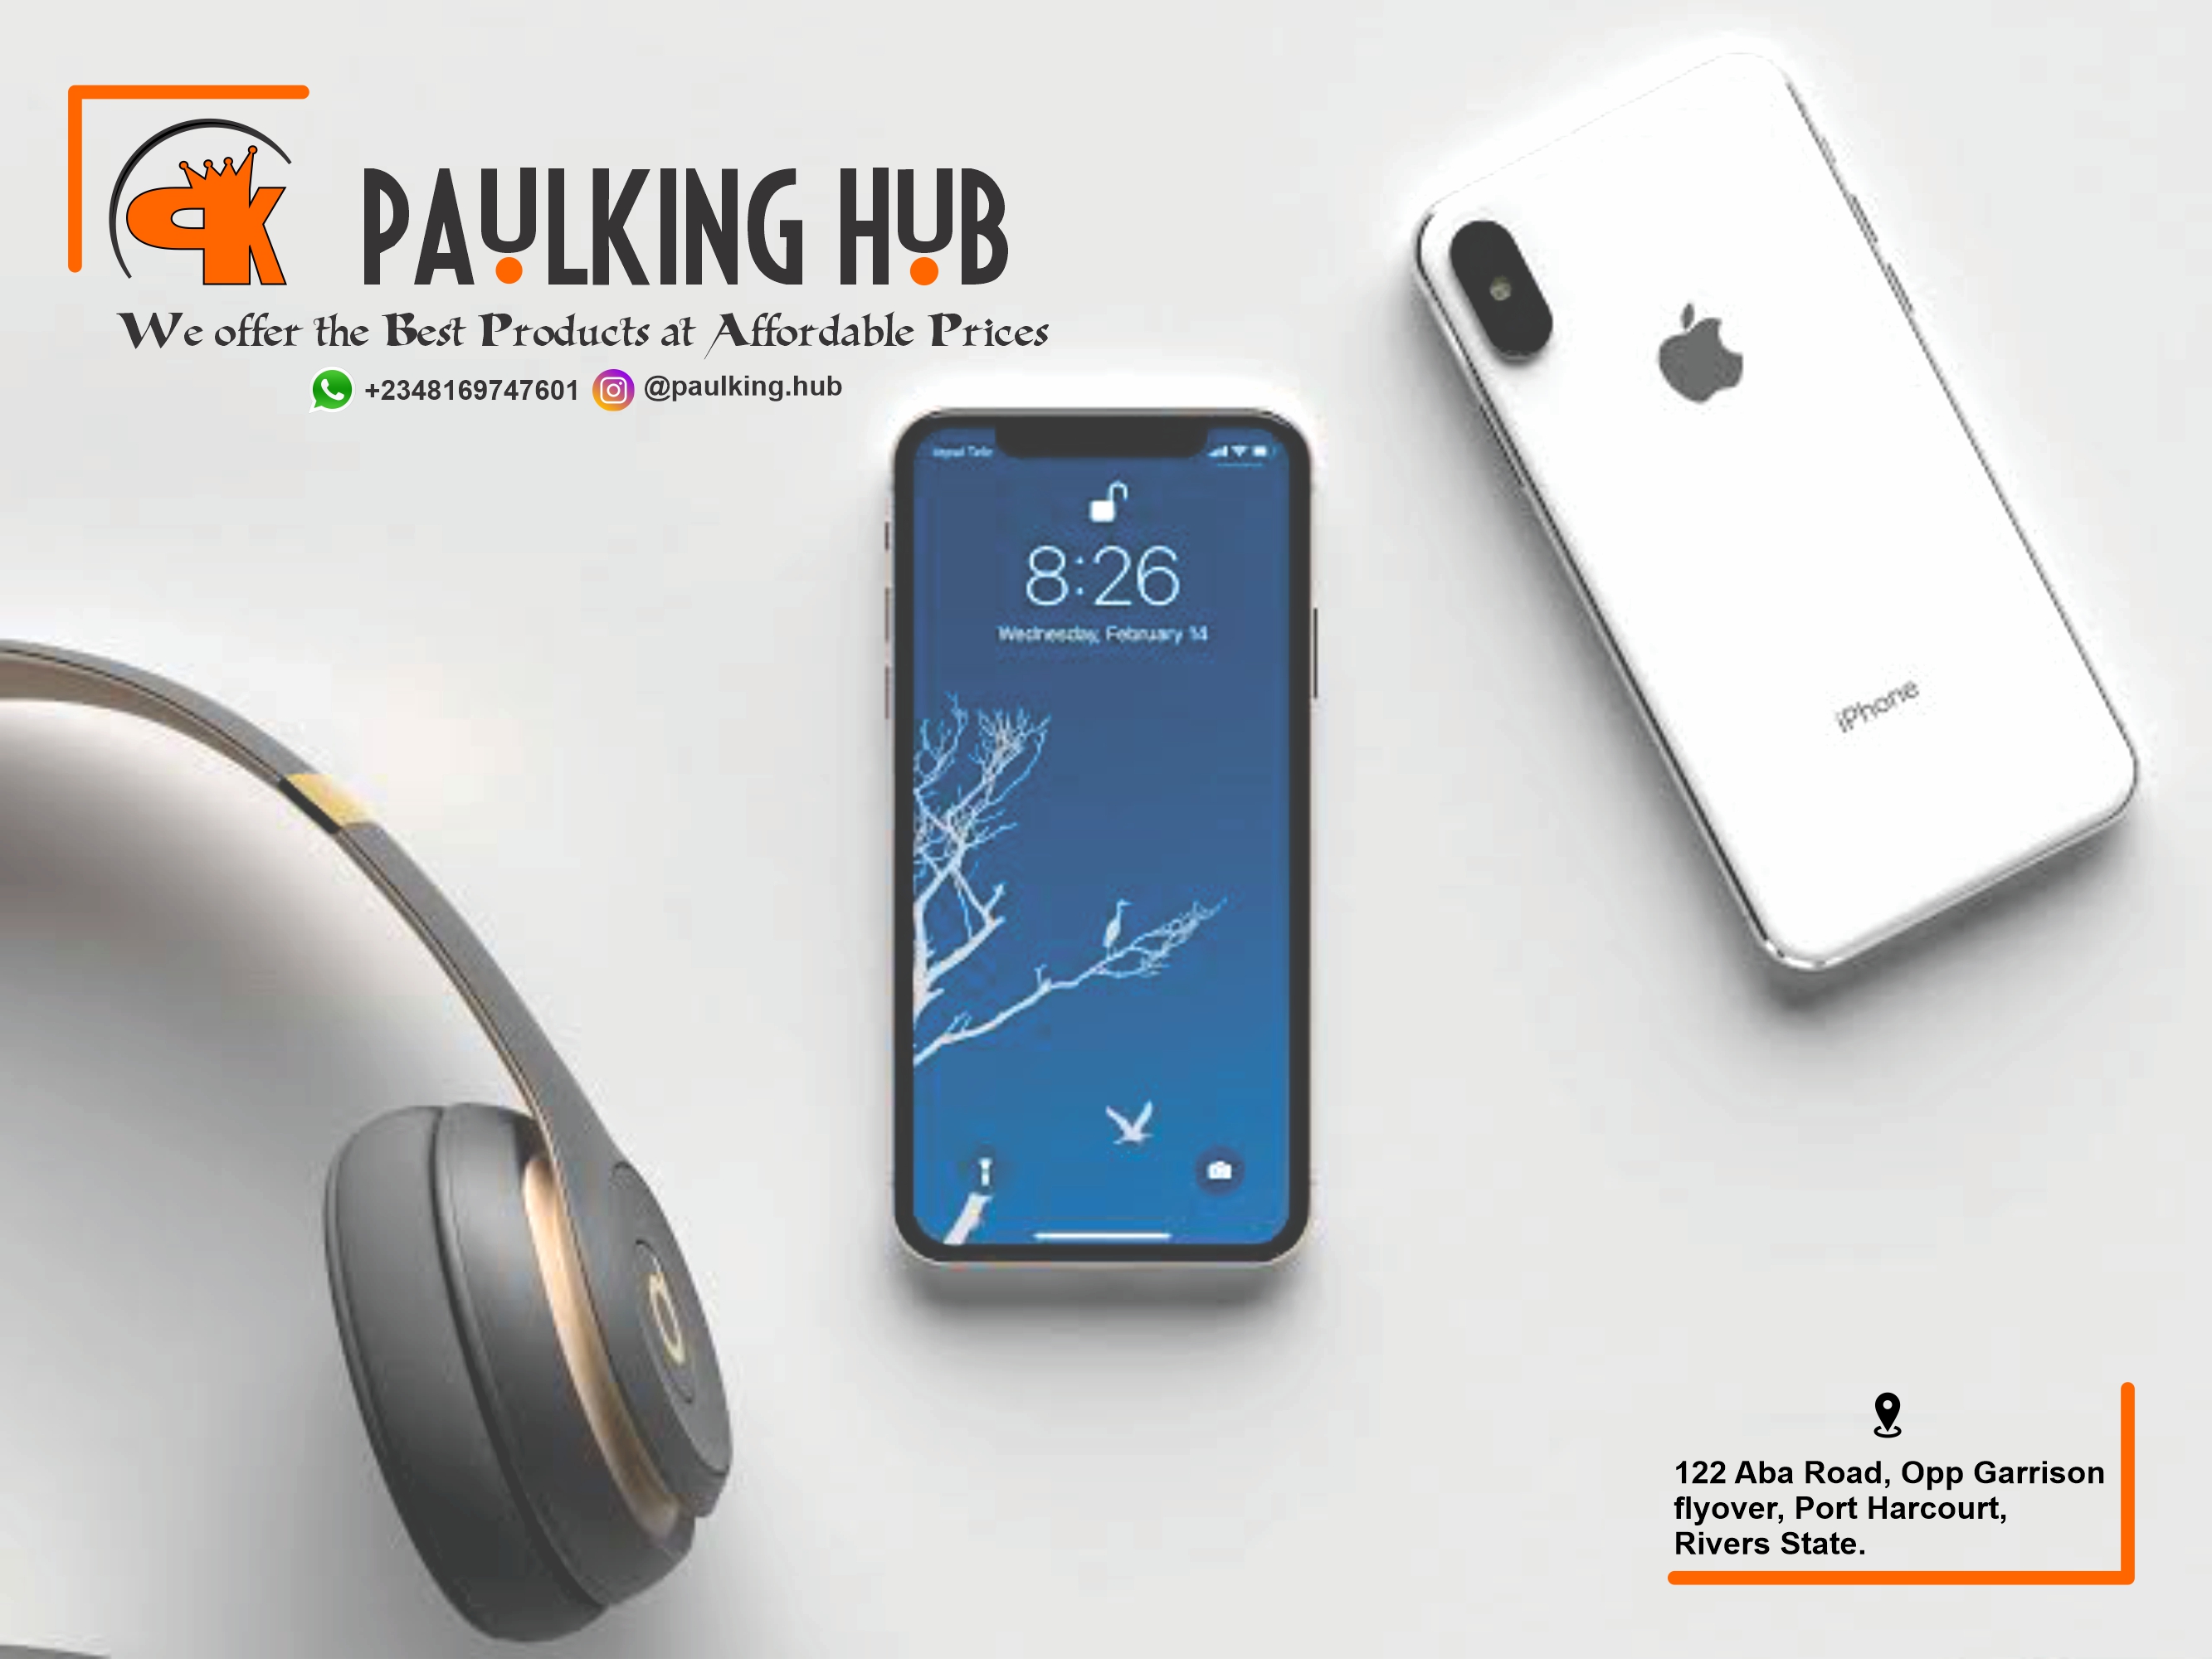 PK
PAULKING HUB
We offer the Best Products at Affordable Prices
+2348169747601 @paulking.hub
8:26
Wednesday, February 14
iPhone
122 Aba Road, Opp Garrison
flyover, Port Harcourt,
Rivers State.